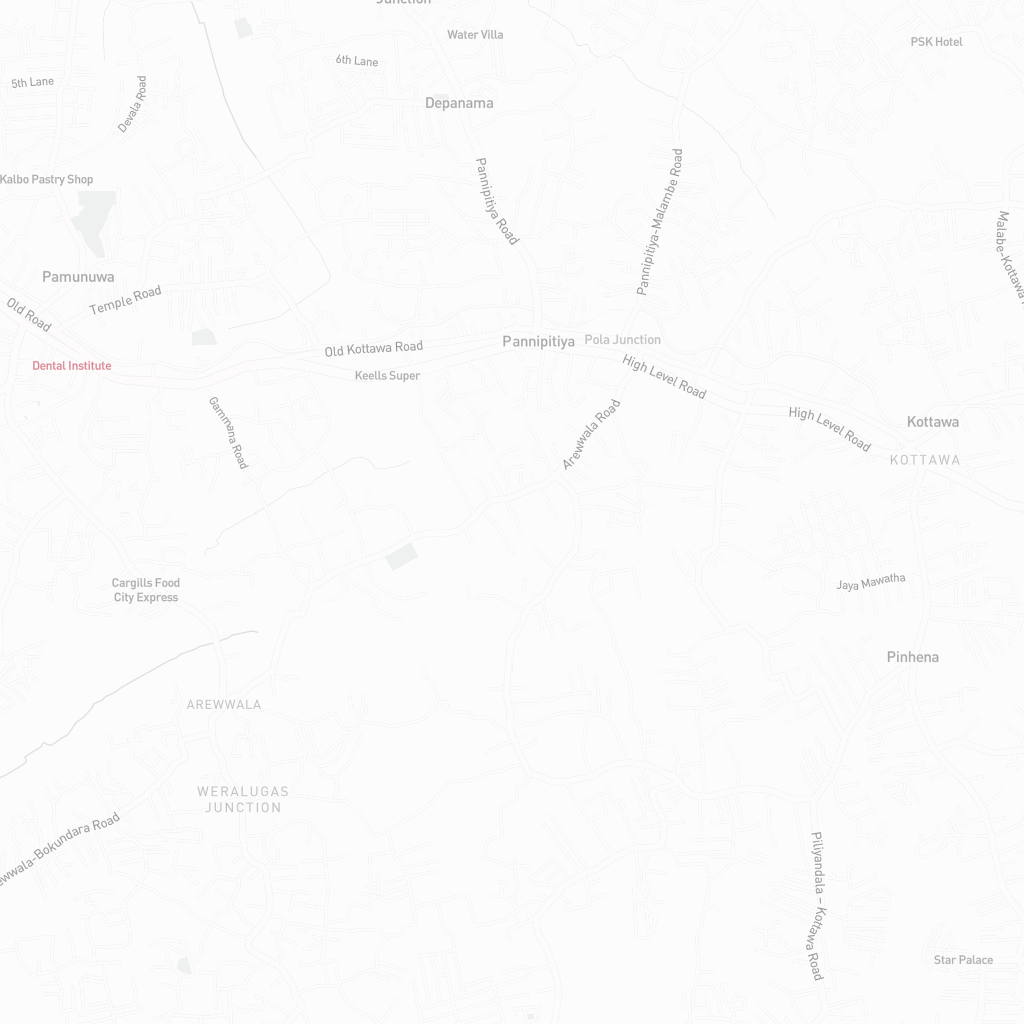 Junction
Water Villa
PSK Hotel
6th Lane
5th Lane
Devala Road
Depanama
Kalbo Pastry Shop
Pannipitiya Road
Pannipitiya-Malambe Road
Malabe-Kottawa
Pamunuwa
Temple Road
Old Road
Old Kottawa Road
Pannipitiya
Pola Junction
Dental Institute
Keells Super
High Level Road
Gammana Road
Arewwala Road
High Level Road
Kottawa
KOTTAWA
Cargills Food
City Express
Jaya Mawatha
Pinhena
AREWWALA
WERALUGAS
JUNCTION
ewwala-Bokundara Road
Piliyandala – Kottawa Road
Star Palace